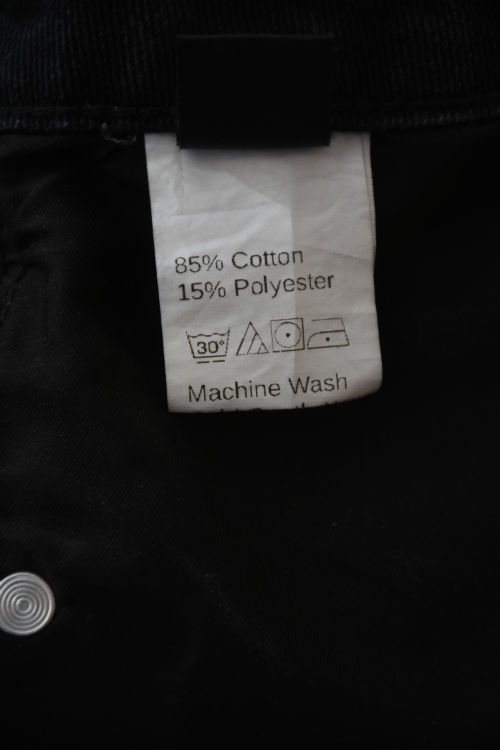 85% Cotton
15% Polyester
30°
Machine Wash